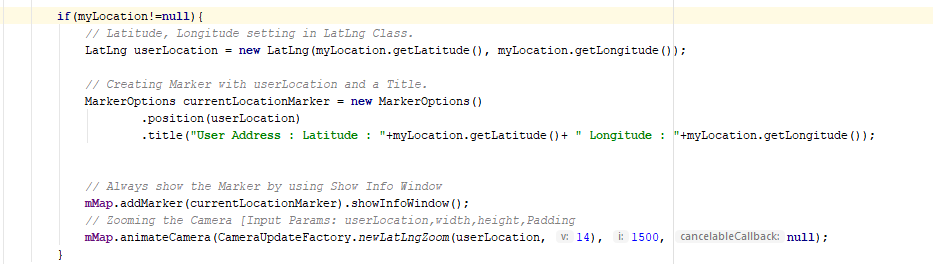 if(myLocation!=null){
// Latitude, Longitude setting in LatLng Class.
LatLng userLocation = new LatLng(myLocation.getLatitude(), myLocation.getLongitude());
// Creating Marker with userLocation and a Title.
MarkerOptions currentLocationMarker = new MarkerOptions()
.position(userLocation)
.title("User Address : Latitude : "+myLocation.getLatitude()+ " Longitude : "+myLocation.getLongitude());
// Always show the Marker by using Show Info Window
mMap.addMarker(currentLocationMarker).showInfoWindow();
// Zooming the Camera [Input Params: userLocation,width,height,Padding
mMap.animateCamera(CameraUpdateFactory.newLatLngZoom(userLocation, v: 14), i: 1500, cancelableCallback: null);
}